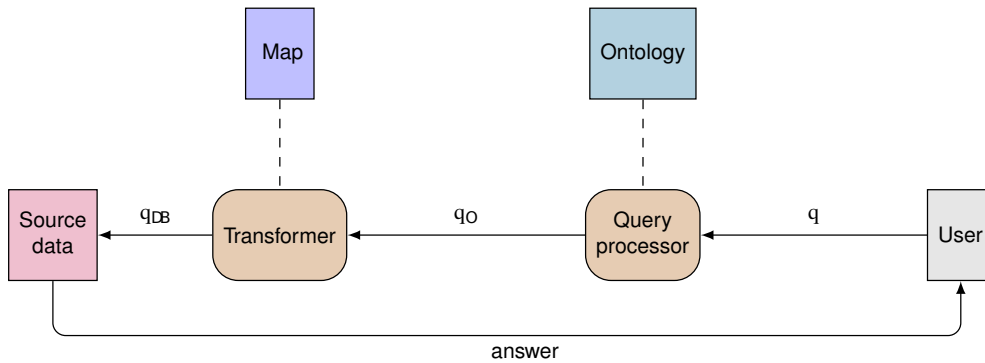 Map
Ontology
Source
data
qDB
Transformer
qO
Query
processor
q
User
answer